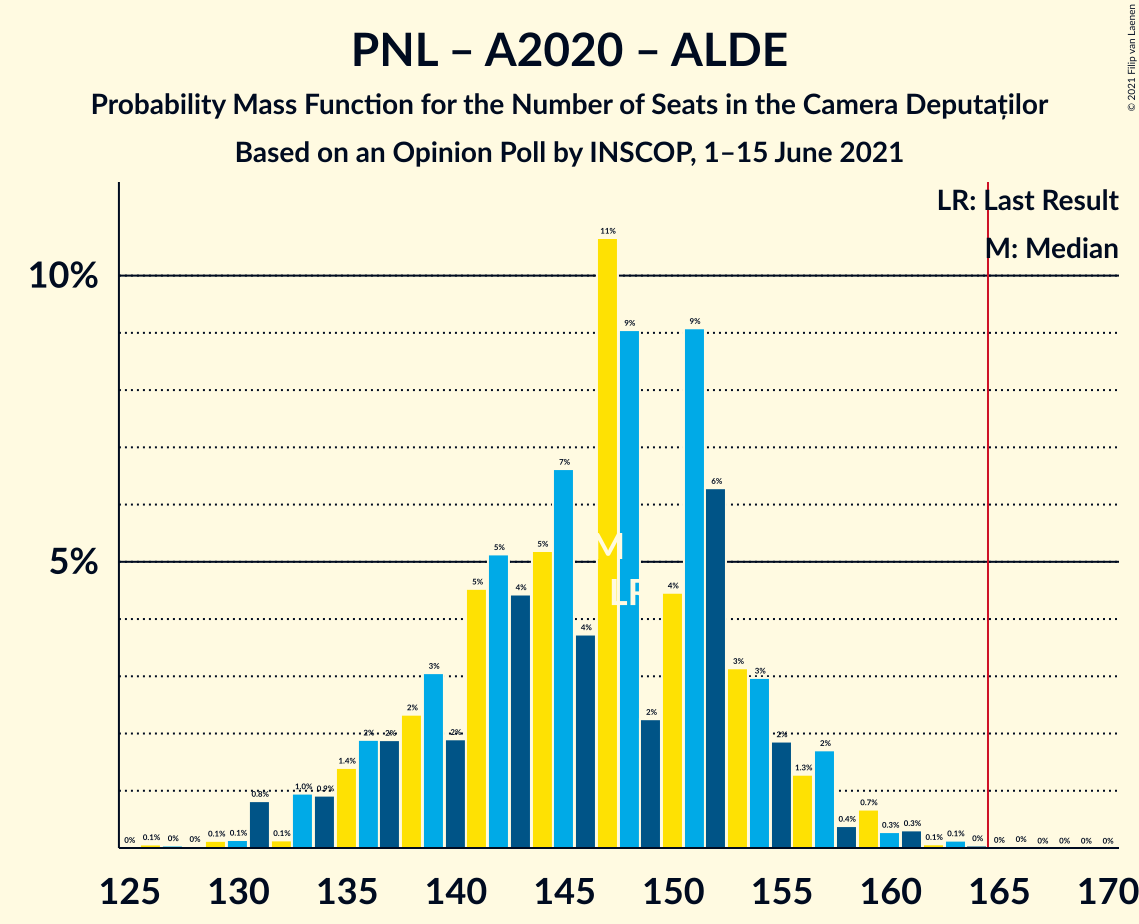 PNL – A2020 – ALDE
Probability Mass Function for the Number of Seats in the Camera Deputaților
Based on an Opinion Poll by INSCOP, 1–15 June 2021
© 2021 Filip van Laenen
LR: Last Result
M: Median
10%
5%
0% 0.1% 0% 0% 0.1% 0.1% 0.8% 0.1% 1.0% 0.9% 1.4% 2% 2% 2% 3% 2% 5% 5% 4% 5% 7% 4% 11% 9% 2% 4% 9% 6% 3% 3% 2% 1.3% 2% 0.4% 0.7% 0.3% 0.3% 0.1% 0.1% 0% 0% 0% 0% 0% 0% 0%
M
LR
125 130 135 140 145 150 155 160 165 170